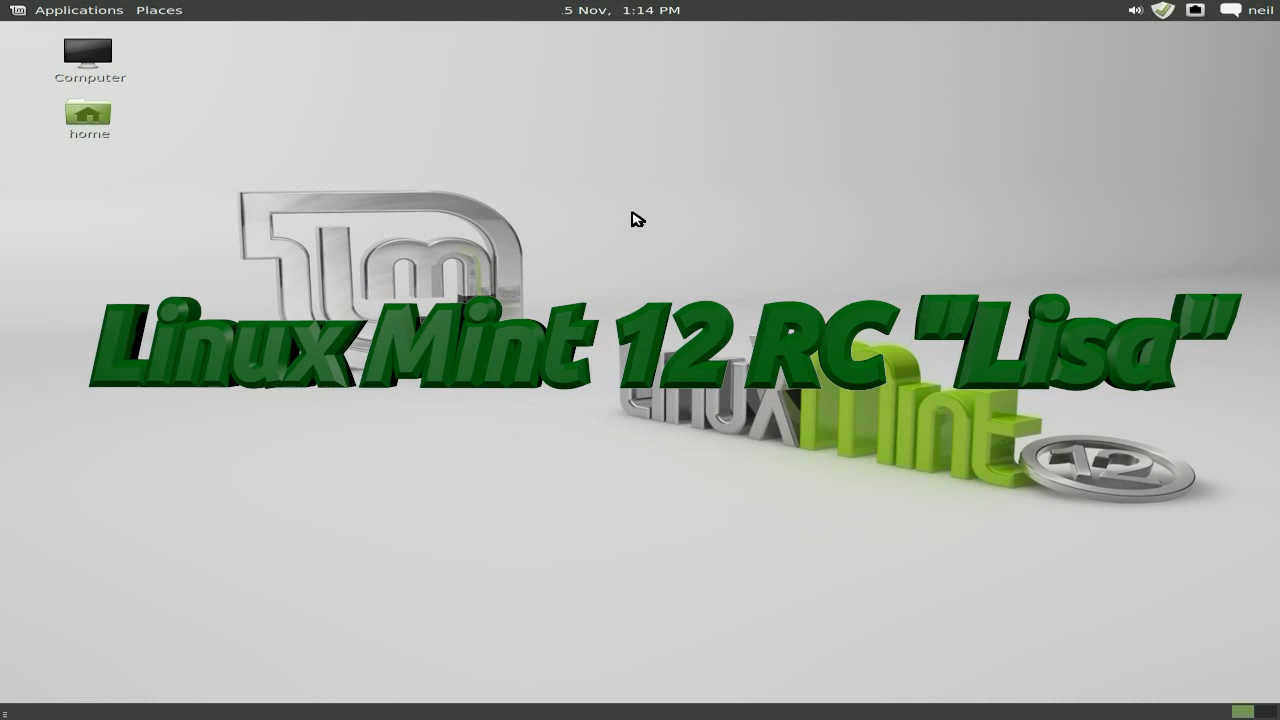 Applications Places .5 Nov, 1:14 PM neil
Computer
home
Linux Mint 12 RC "Lisa"
Linux Mint 12